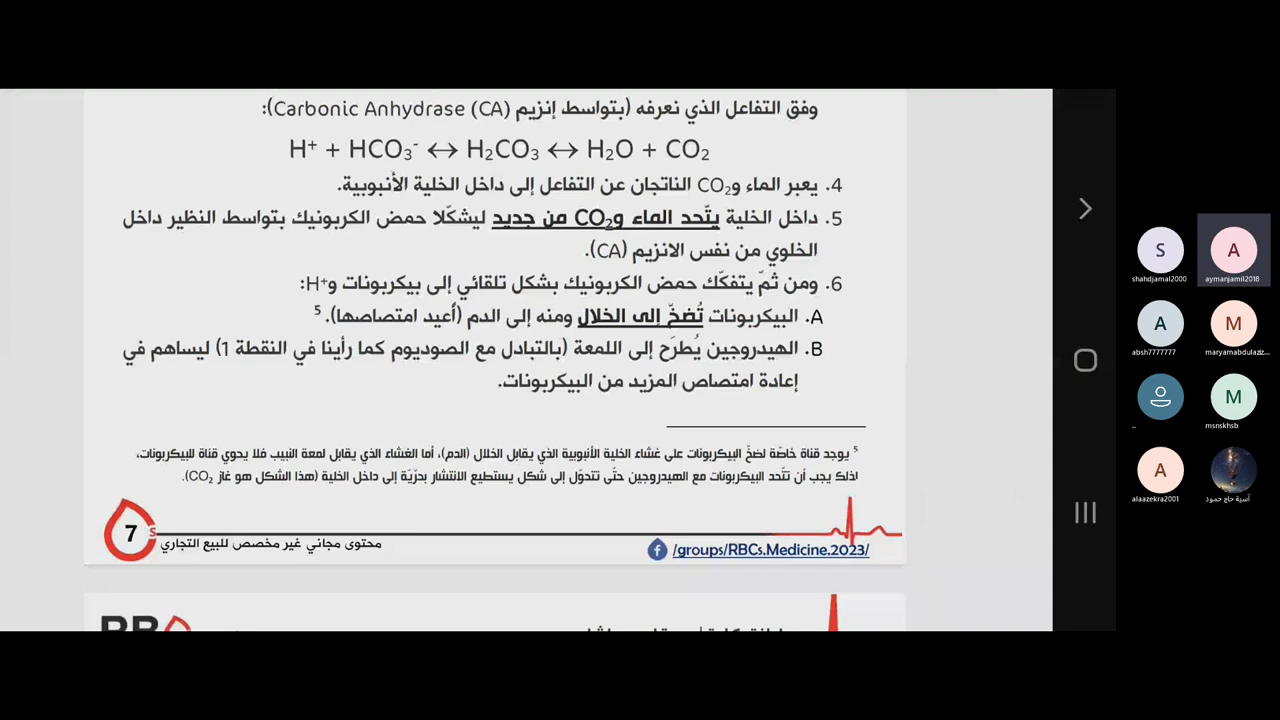 وفق التفاعل الذي نعرفه (بتواسط إنزيم Carbonic Anhydrase (CA)):
H⁺ + HCO₃⁻ ↔ H₂CO₃ ↔ H₂O + CO₂
4. يعبر الماء وCO₂ الناتجان عن التفاعل إلى داخل الخلية الأنبوبية.
5. داخل الخلية يتّحد الماء وCO₂ من جديد ليشكّلا حمض الكربونيك بتواسط النظير داخل
الخلوي من نفس الانزيم (CA).
6. ومن ثمّ يتفكّك حمض الكربونيك بشكل تلقائي إلى بيكربونات وH⁺:
A. البيكربونات تُضخّ إلى الخلال ومنه إلى الدم (أُعيد امتصاصها). ⁵
B. الهيدروجين يُطرَح إلى اللمعة (بالتبادل مع الصوديوم كما رأينا في النقطة 1) ليساهم في
إعادة امتصاص المزيد من البيكربونات.
⁵ يوجد قناة خاصّة لضخّ البيكربونات على غشاء الخلية الأنبوبية الذي يقابل الخلال (الدم)، أما الغشاء الذي يقابل لمعة النبيب فلا يحوي قناة للبيكربونات،
لذلك يجب أن تتّحد البيكربونات مع الهيدروجين حتّى تتحوّل إلى شكل يستطيع الانتشار بحرّيّة إلى داخل الخلية (هذا الشكل هو غاز CO₂).
7
محتوى مجاني غير مخصص للبيع التجاري
/groups/RBCs.Medicine.2023/
S
shahdjamal2000
A
aymanjamil2018
A
absh7777777
M
maryamabdulaziz...
..
M
msnskhsb
A
alaazekra2001
آسية حاج حمود